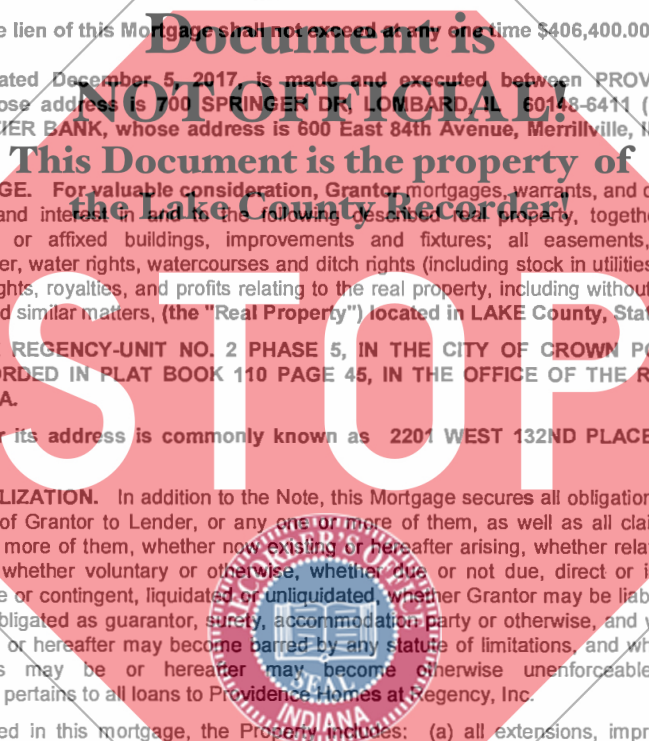 e lien of this Mortgage shall not exceed at any one time $406,400.00
Document is
ated December 5, 2017, is made and executed between PROV
ose address is 700 SPRINGER DR, LOMBARD, IL 60148-6411 (
NOT OFFICIAL!
IER BANK, whose address is 600 East 84th Avenue, Merrillville, I
This Document is the property of
GE. For valuable consideration, Grantor mortgages, warrants, and c
the Lake County Recorder!
and interest in and to the following described real property, togethe
or affixed buildings, improvements and fixtures; all easements,
er, water rights, watercourses and ditch rights (including stock in utilities
ghts, royalties, and profits relating to the real property, including without
d similar matters, (the "Real Property") located in LAKE County, Stat
STOP
REGENCY-UNIT NO. 2 PHASE 5, IN THE CITY OF CROWN PO
ORDED IN PLAT BOOK 110 PAGE 45, IN THE OFFICE OF THE R
A.
r its address is commonly known as 2201 WEST 132ND PLACE
LIZATION. In addition to the Note, this Mortgage secures all obligation
of Grantor to Lender, or any one or more of them, as well as all clai
more of them, whether now existing or hereafter arising, whether relat
whether voluntary or otherwise, whether due or not due, direct or i
e or contingent, liquidated or unliquidated, whether Grantor may be liab
bligated as guarantor, surety, accommodation party or otherwise, and
or hereafter may become barred by any statute of limitations, and wh
s may be or hereafter may become otherwise unenforceable
pertains to all loans to Providence Homes at Regency, Inc.
RECORDER'S OFFICE
SEAL
INDIANA
ed in this mortgage, the Property includes: (a) all extensions, impr